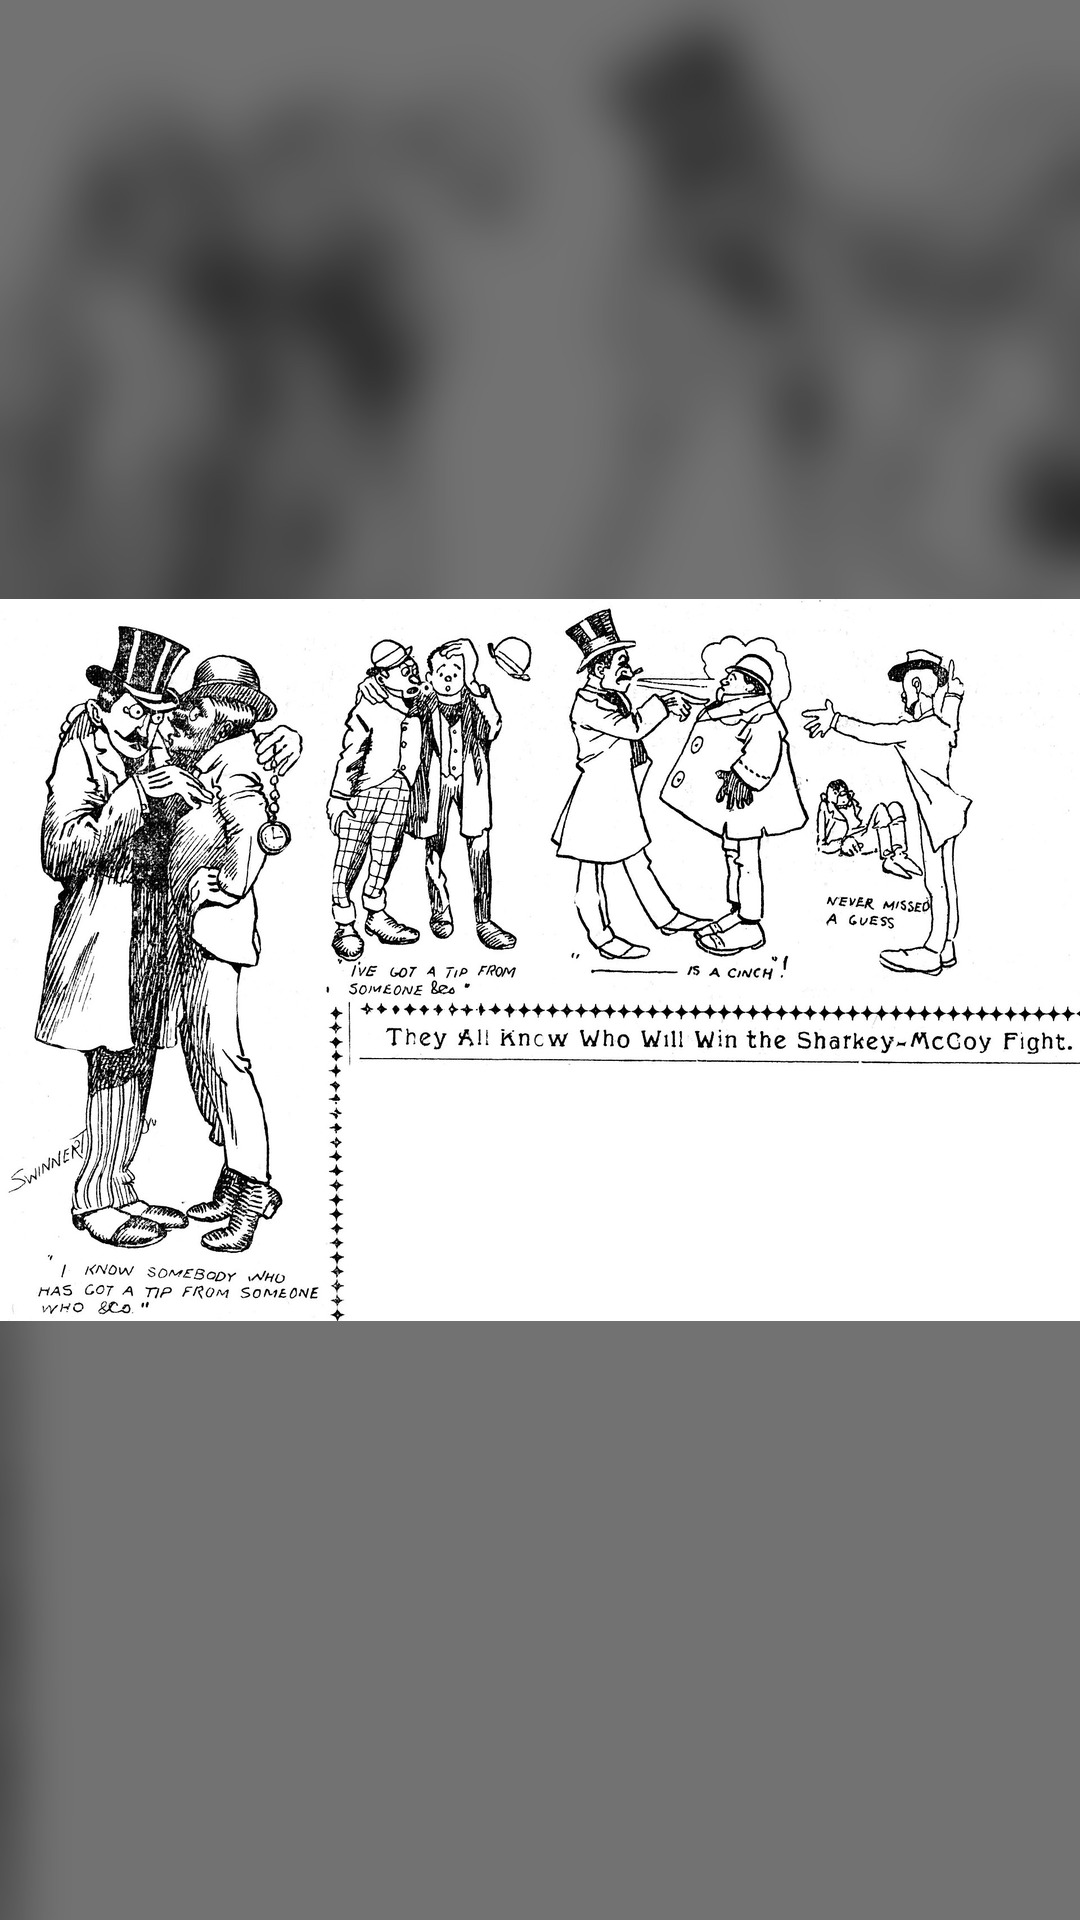 "I'VE GOT A TIP FROM
SOMEONE &Co"
"——— IS A CINCH"!
NEVER MISSED
A GUESS
They All Know Who Will Win the Sharkey-McCoy Fight.
SWINNERTON
"I KNOW SOMEBODY WHO
HAS GOT A TIP FROM SOMEONE
WHO &Co."